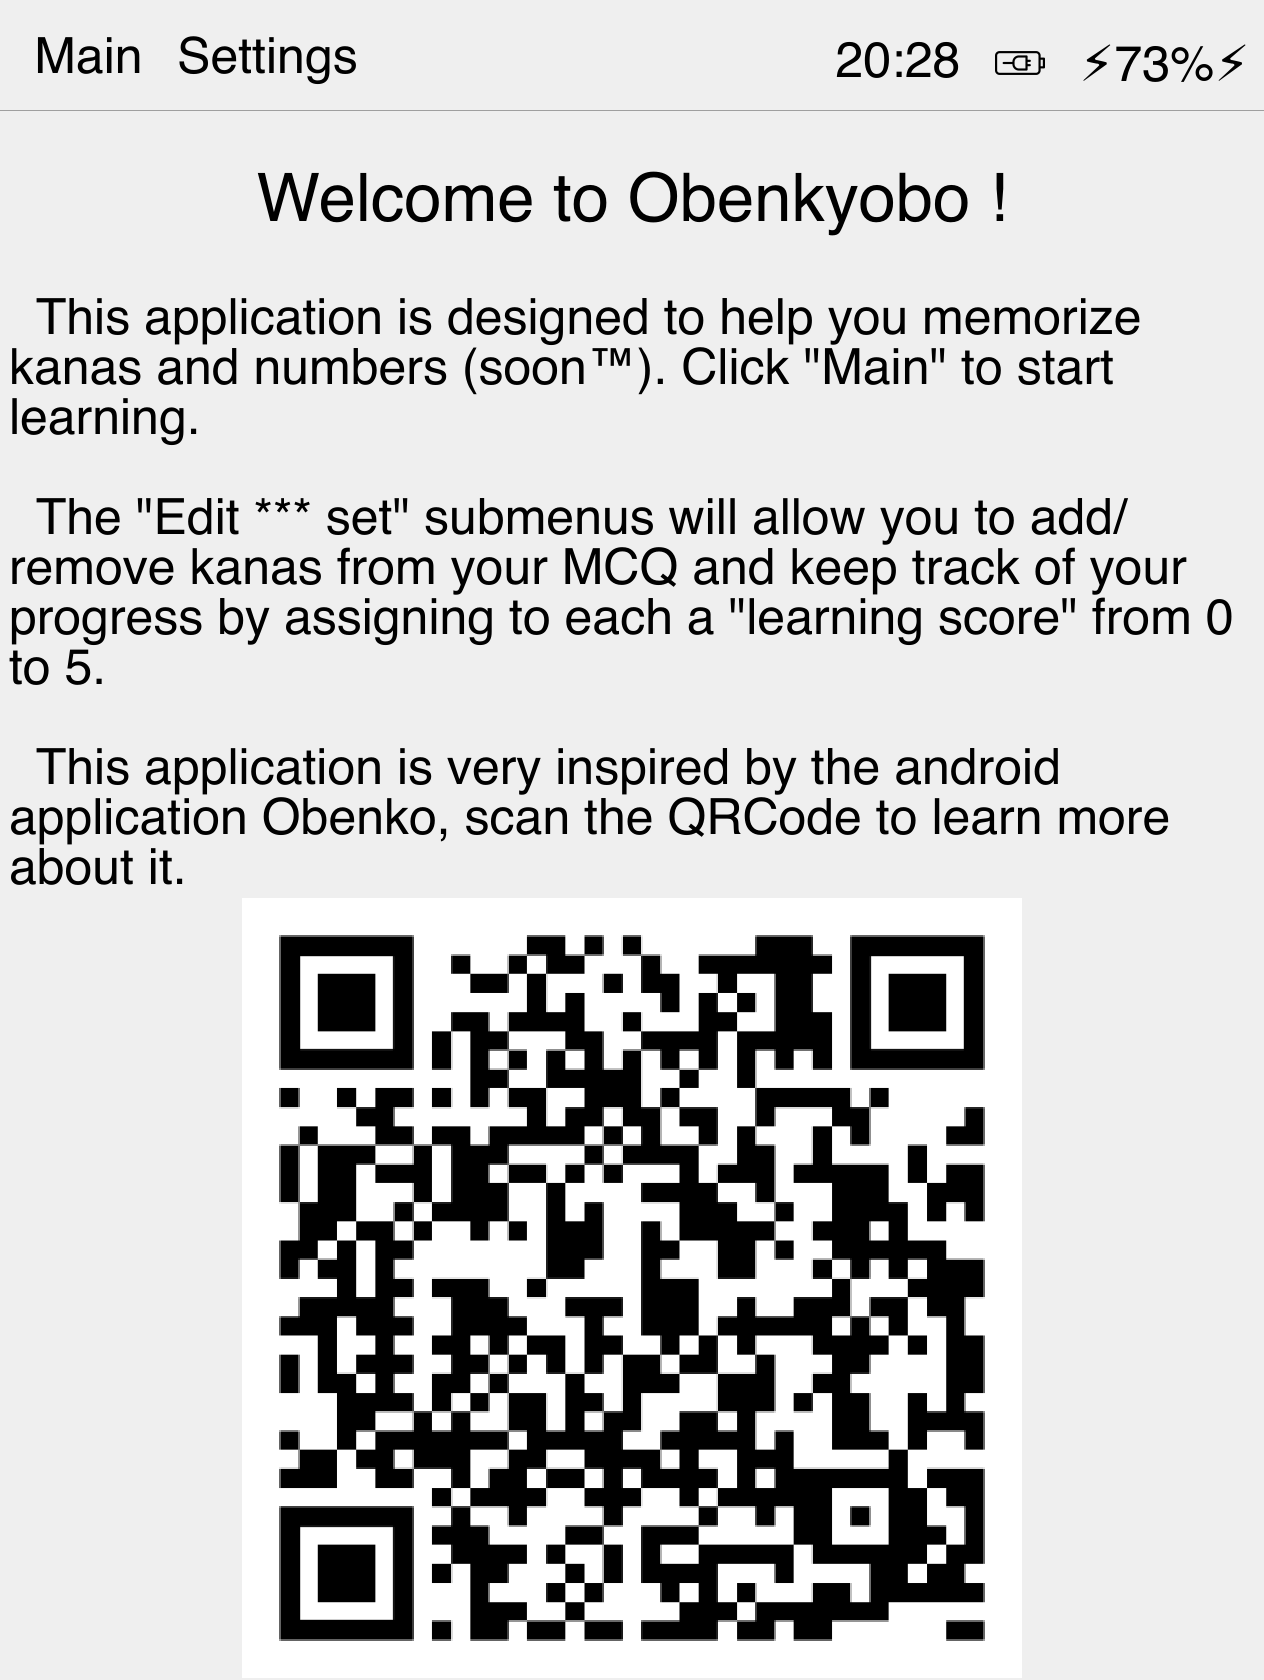 Main Settings 20:28 ⚡73%⚡
Welcome to Obenkyobo !
This application is designed to help you memorize
kanas and numbers (soon™). Click "Main" to start
learning.
The "Edit *** set" submenus will allow you to add/
remove kanas from your MCQ and keep track of your
progress by assigning to each a "learning score" from 0
to 5.
This application is very inspired by the android
application Obenko, scan the QRCode to learn more
about it.